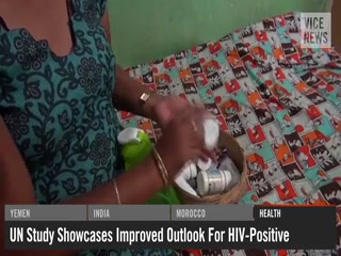 VICE
NEWS
YEMEN INDIA MOROCCO HEALTH
UN Study Showcases Improved Outlook For HIV-Positive